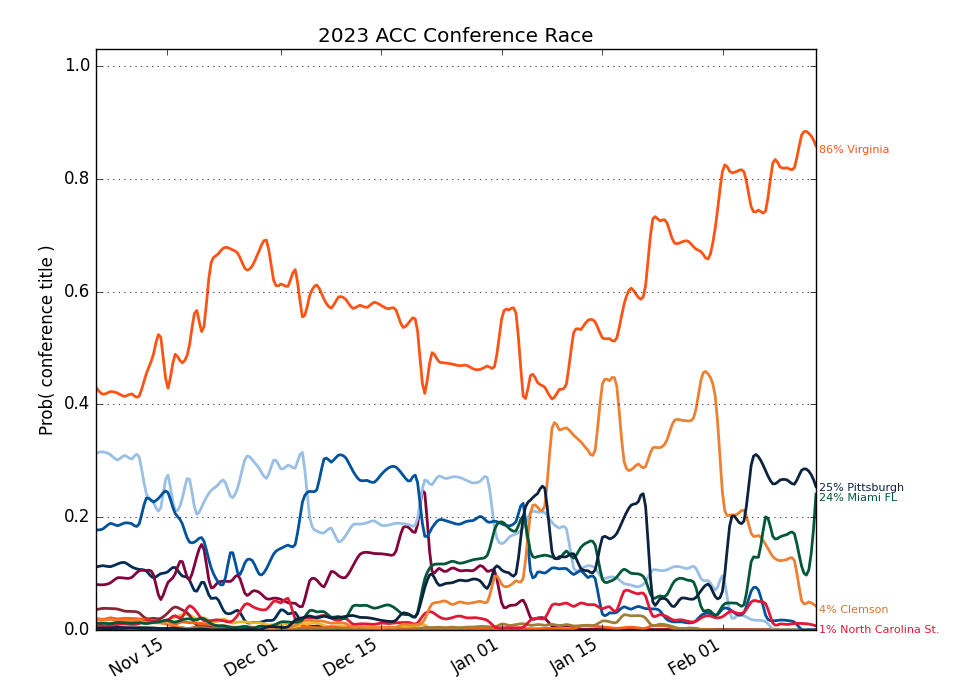 2023 ACC Conference Race
1.0
0.8
0.6
0.4
0.2
0.0
Prob( conference title )
86% Virginia
25% Pittsburgh
24% Miami FL
4% Clemson
1% North Carolina St.
Nov 15
Dec 01
Dec 15
Jan 01
Jan 15
Feb 01